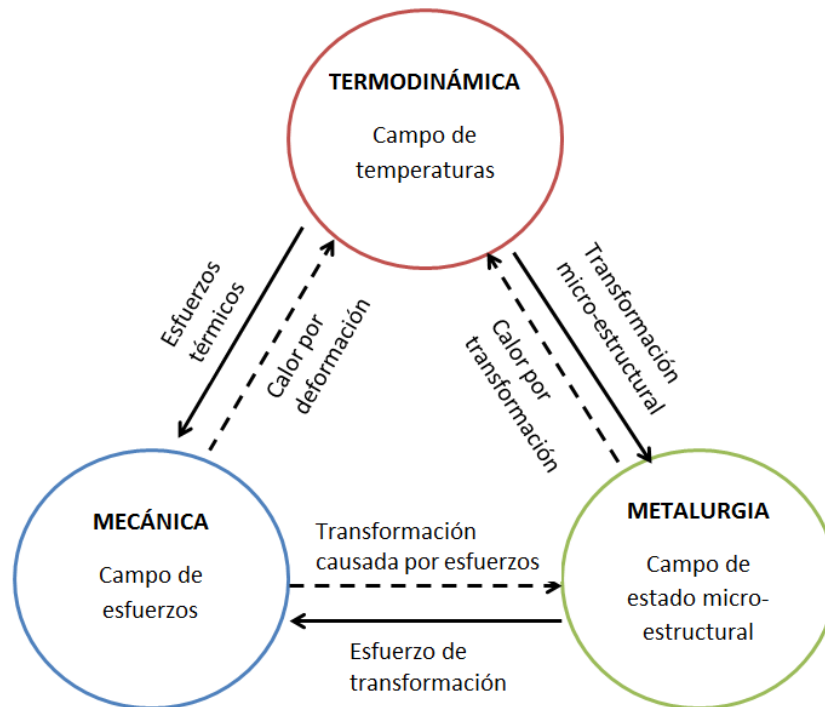 TERMODINÁMICA
Campo de
temperaturas
Esfuerzos
térmicos
Calor por
deformación
Transformación
micro-estructural
Calor por
transformación
MECÁNICA
Campo de
esfuerzos
Transformación
causada por esfuerzos
Esfuerzo de
transformación
METALURGIA
Campo de
estado micro-
estructural